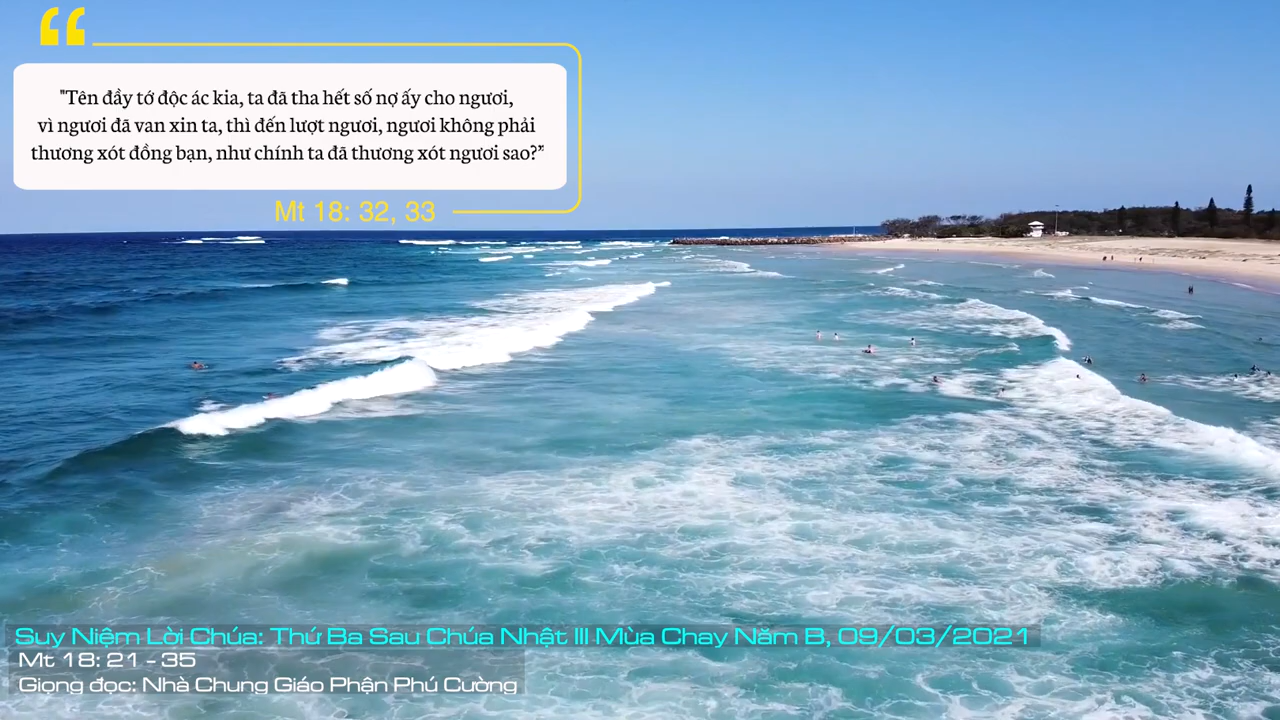 "Tên đầy tớ độc ác kia, ta đã tha hết số nợ ấy cho ngươi,
vì ngươi đã van xin ta, thì đến lượt ngươi, ngươi không phải
thương xót đồng bạn, như chính ta đã thương xót ngươi sao?”
Mt 18: 32, 33
Suy Niệm Lời Chúa: Thứ Ba Sau Chúa Nhật III Mùa Chay Năm B, 09/03/2021
Mt 18: 21 - 35
Giọng đọc: Nhà Chung Giáo Phận Phú Cường